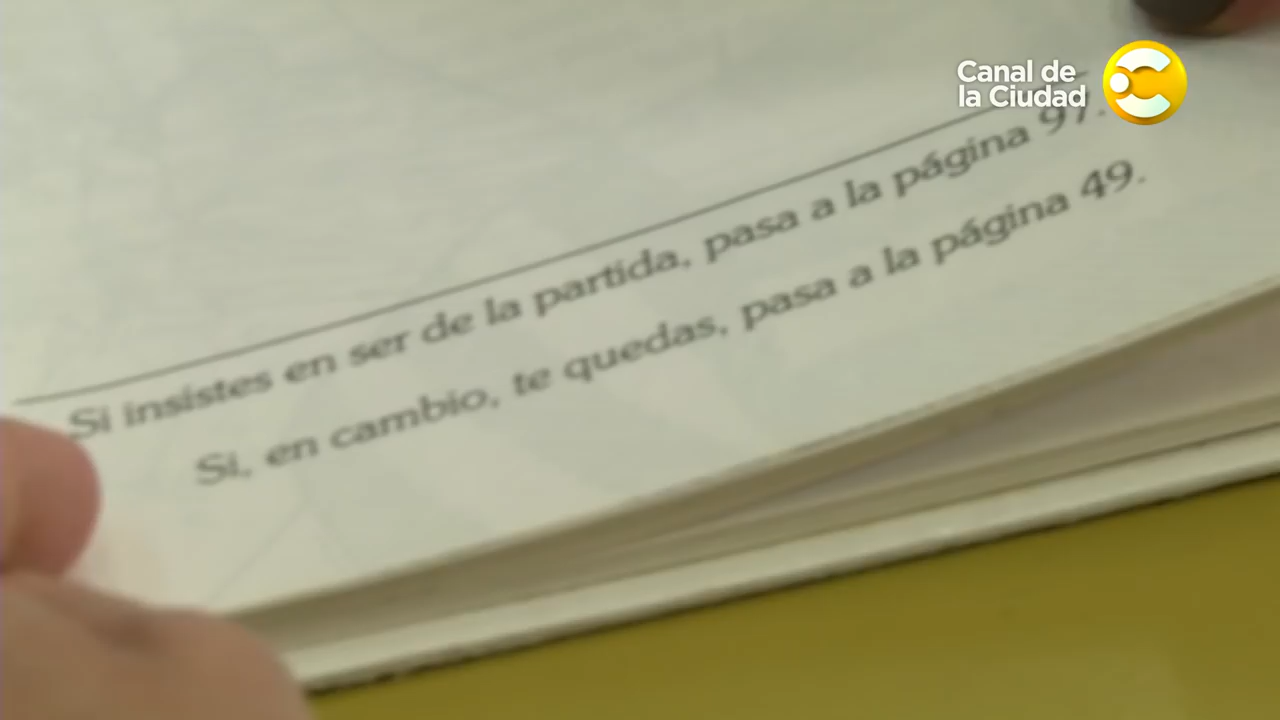 Canal de
la Ciudad
Si insistes en ser de la partida, pasa a la página 97.
Si, en cambio, te quedas, pasa a la página 49.